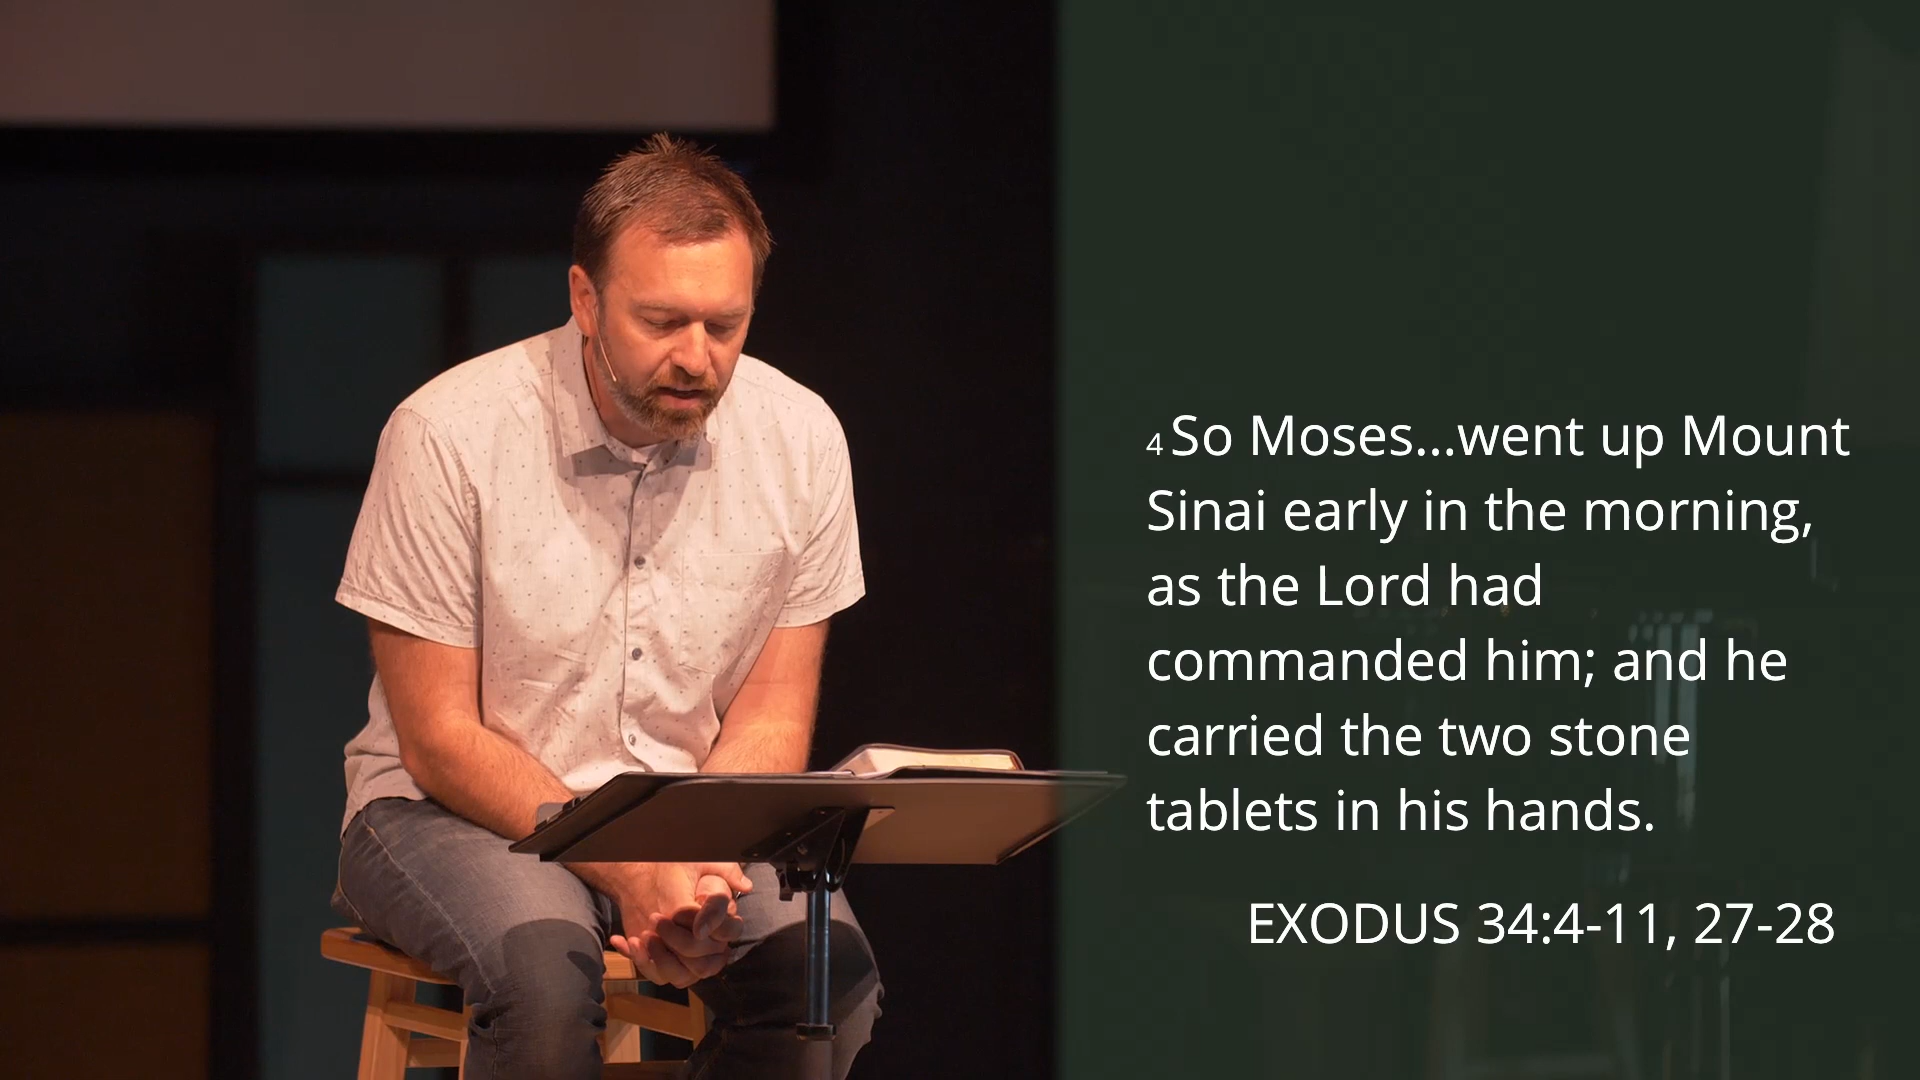 4 So Moses...went up Mount
Sinai early in the morning,
as the Lord had
commanded him; and he
carried the two stone
tablets in his hands.
EXODUS 34:4-11, 27-28